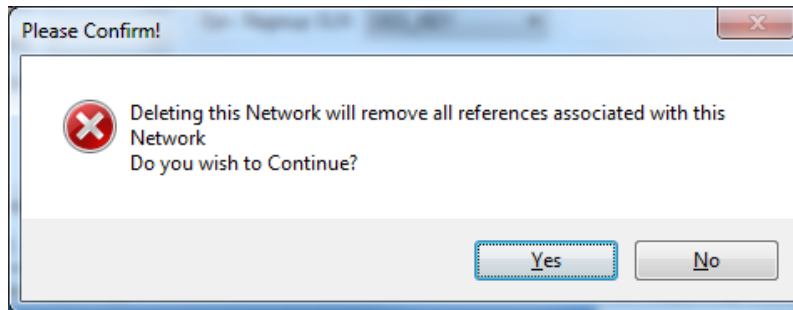 Please Confirm!
Deleting this Network will remove all references associated with this
Network
Do you wish to Continue?
Yes
No